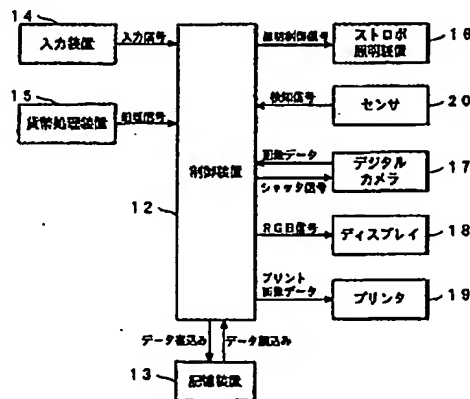 14
入力装置
入力信号
15
貨幣処理装置
処理信号
12
制御装置
照明制御信号
ストロボ
照明装置
16
検知信号
センサ
20
画像データ
シャッタ信号
デジタル
カメラ
17
RGB信号
ディスプレイ
18
プリント
画像データ
プリンタ
19
データ書込み
データ読込み
13
記憶装置